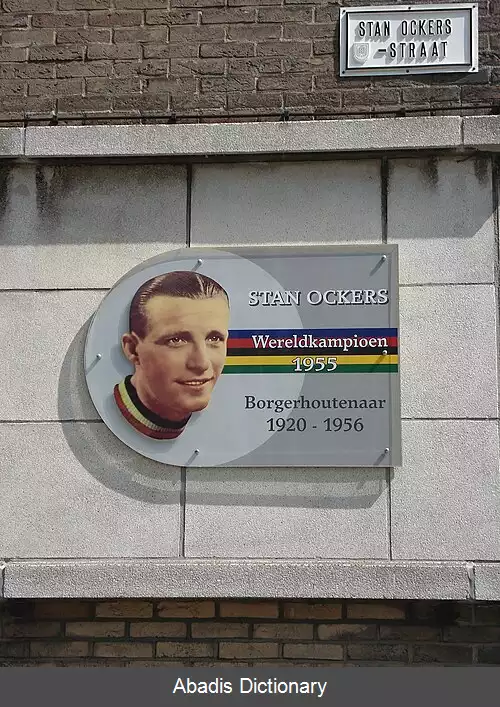 STAN OCKERS
-STRAAT
STAN OCKERS
Wereldkampioen
1955
Borgerhoutenaar
1920 - 1956
Abadis Dictionary